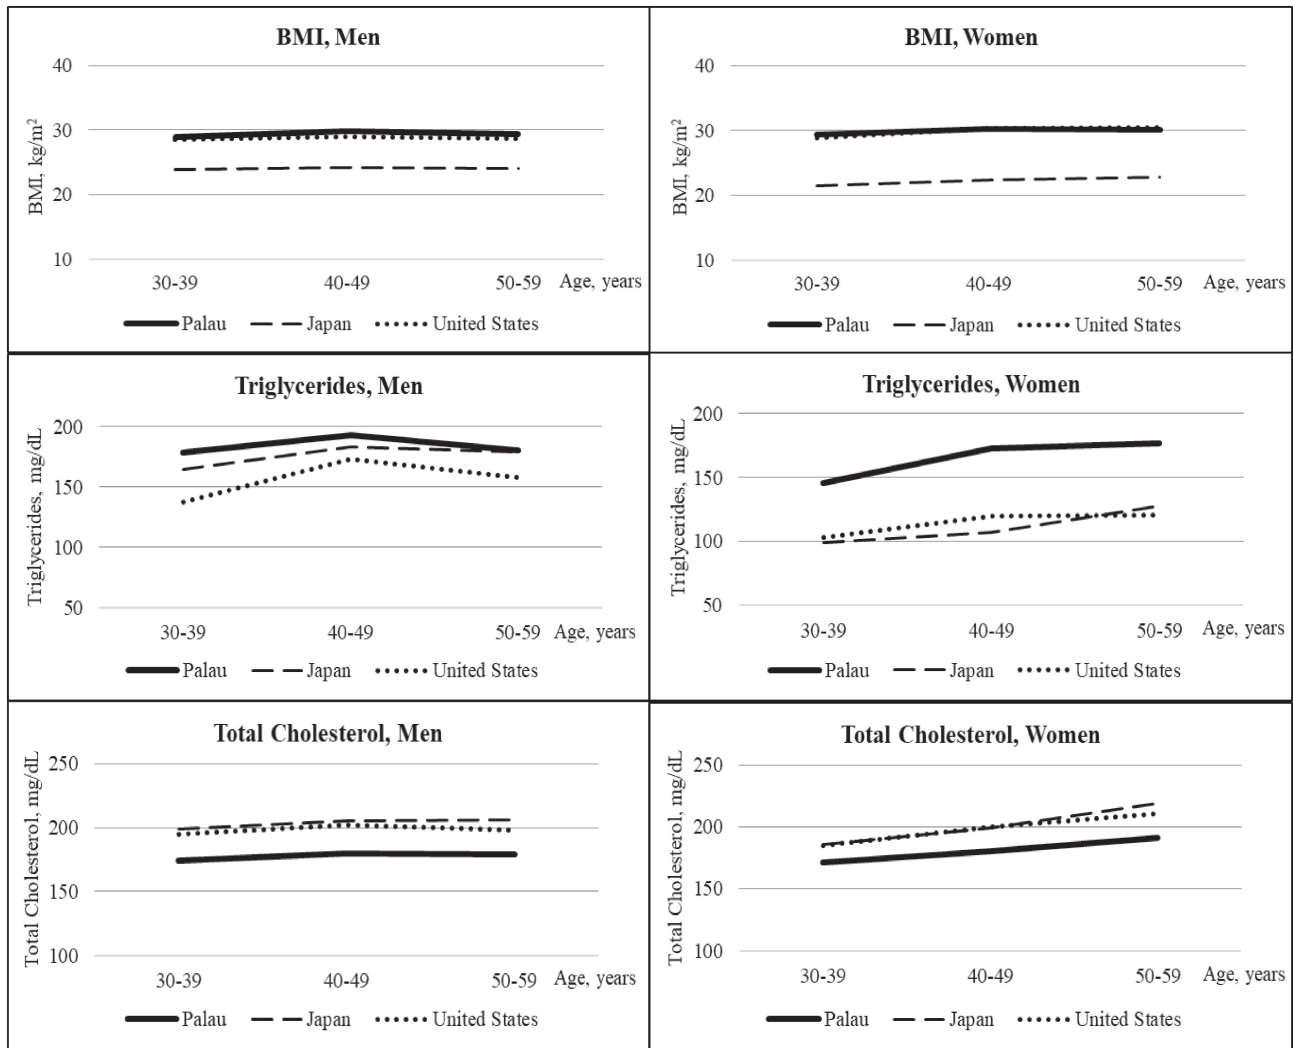 BMI, Men
BMI, kg/m²
40
30
20
10
30-39 40-49 50-59 Age, years
Palau Japan United States
BMI, Women
BMI, kg/m²
40
30
20
10
30-39 40-49 50-59 Age, years
Palau Japan United States
Triglycerides, Men
Triglycerides, mg/dL
200
150
100
50
30-39 40-49 50-59 Age, years
Palau Japan United States
Triglycerides, Women
Triglycerides, mg/dL
200
150
100
50
30-39 40-49 50-59 Age, years
Palau Japan United States
Total Cholesterol, Men
Total Cholesterol, mg/dL
250
200
150
100
30-39 40-49 50-59 Age, years
Palau Japan United States
Total Cholesterol, Women
Total Cholesterol, mg/dL
250
200
150
100
30-39 40-49 50-59 Age, years
Palau Japan United States